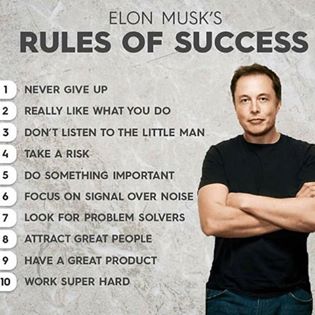 ELON MUSK'S
RULES OF SUCCESS
1 NEVER GIVE UP
2 REALLY LIKE WHAT YOU DO
3 DON'T LISTEN TO THE LITTLE MAN
4 TAKE A RISK
5 DO SOMETHING IMPORTANT
6 FOCUS ON SIGNAL OVER NOISE
7 LOOK FOR PROBLEM SOLVERS
8 ATTRACT GREAT PEOPLE
9 HAVE A GREAT PRODUCT
10 WORK SUPER HARD